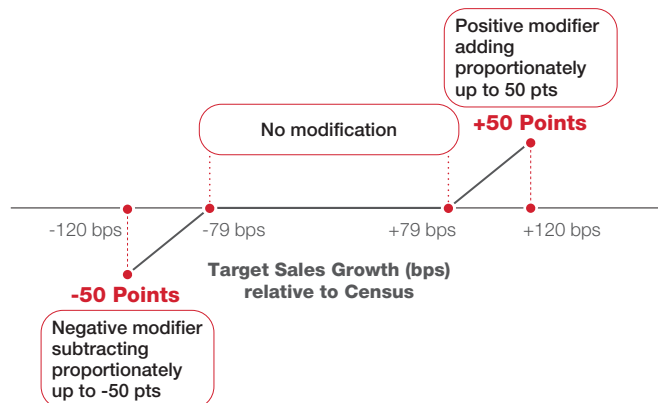 Positive modifier
adding
proportionately
up to 50 pts
+50 Points
No modification
-120 bps
-79 bps
+79 bps
+120 bps
Target Sales Growth (bps)
relative to Census
-50 Points
Negative modifier
subtracting
proportionately
up to -50 pts